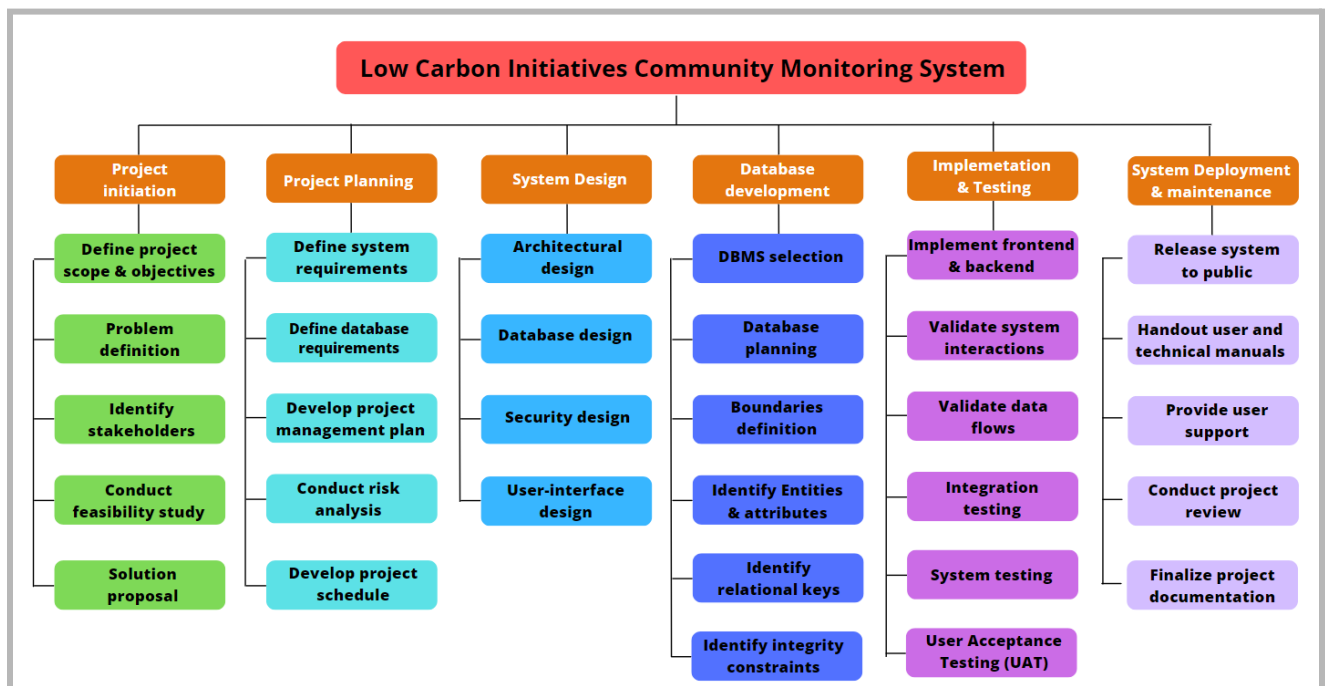 Low Carbon Initiatives Community Monitoring System
Project
initiation
Define project
scope & objectives
Problem
definition
Identify
stakeholders
Conduct
feasibility study
Solution
proposal
Project Planning
Define system
requirements
Define database
requirements
Develop project
management plan
Conduct risk
analysis
Develop project
schedule
System Design
Architectural
design
Database design
Security design
User-interface
design
Database
development
DBMS selection
Database
planning
Boundaries
definition
Identify Entities
& attributes
Identify
relational keys
Identify integrity
constraints
Implemetation
& Testing
Implement frontend
& backend
Validate system
interactions
Validate data
flows
Integration
testing
System testing
User Acceptance
Testing (UAT)
System Deployment
& maintenance
Release system
to public
Handout user and
technical manuals
Provide user
support
Conduct project
review
Finalize project
documentation